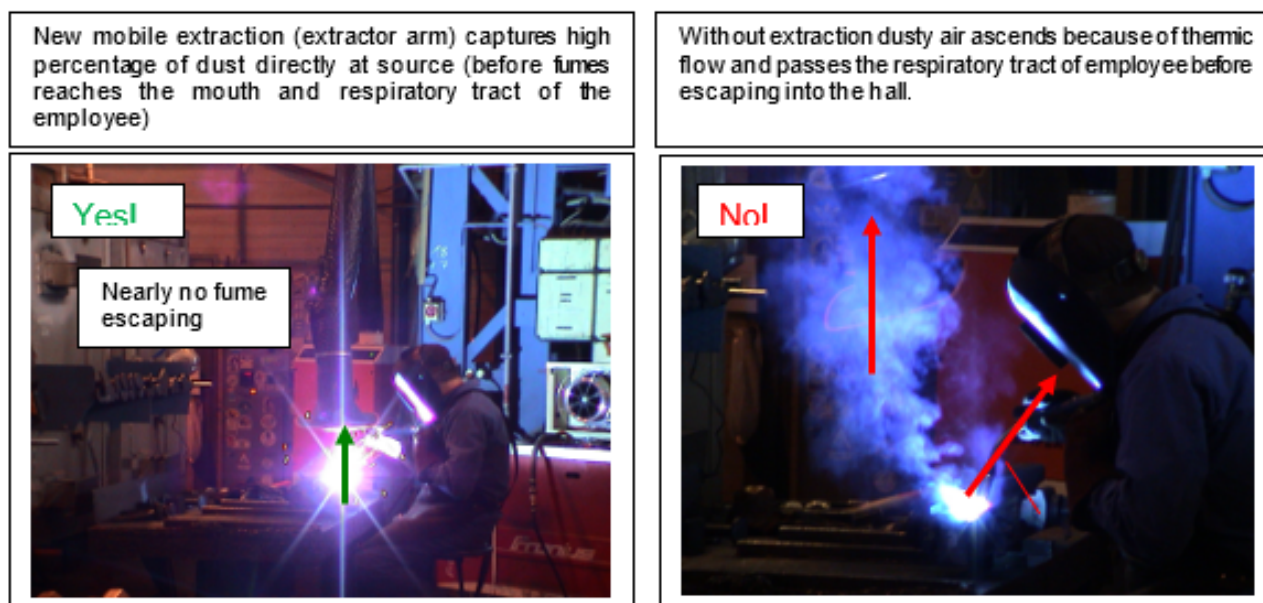 New mobile extraction (extractor arm) captures high
percentage of dust directly at source (before fumes
reaches the mouth and respiratory tract of the
employee)
Without extraction dusty air ascends because of thermic
flow and passes the respiratory tract of employee before
escaping into the hall.
Yes!
Nearly no fume
escaping
No!
Fronius